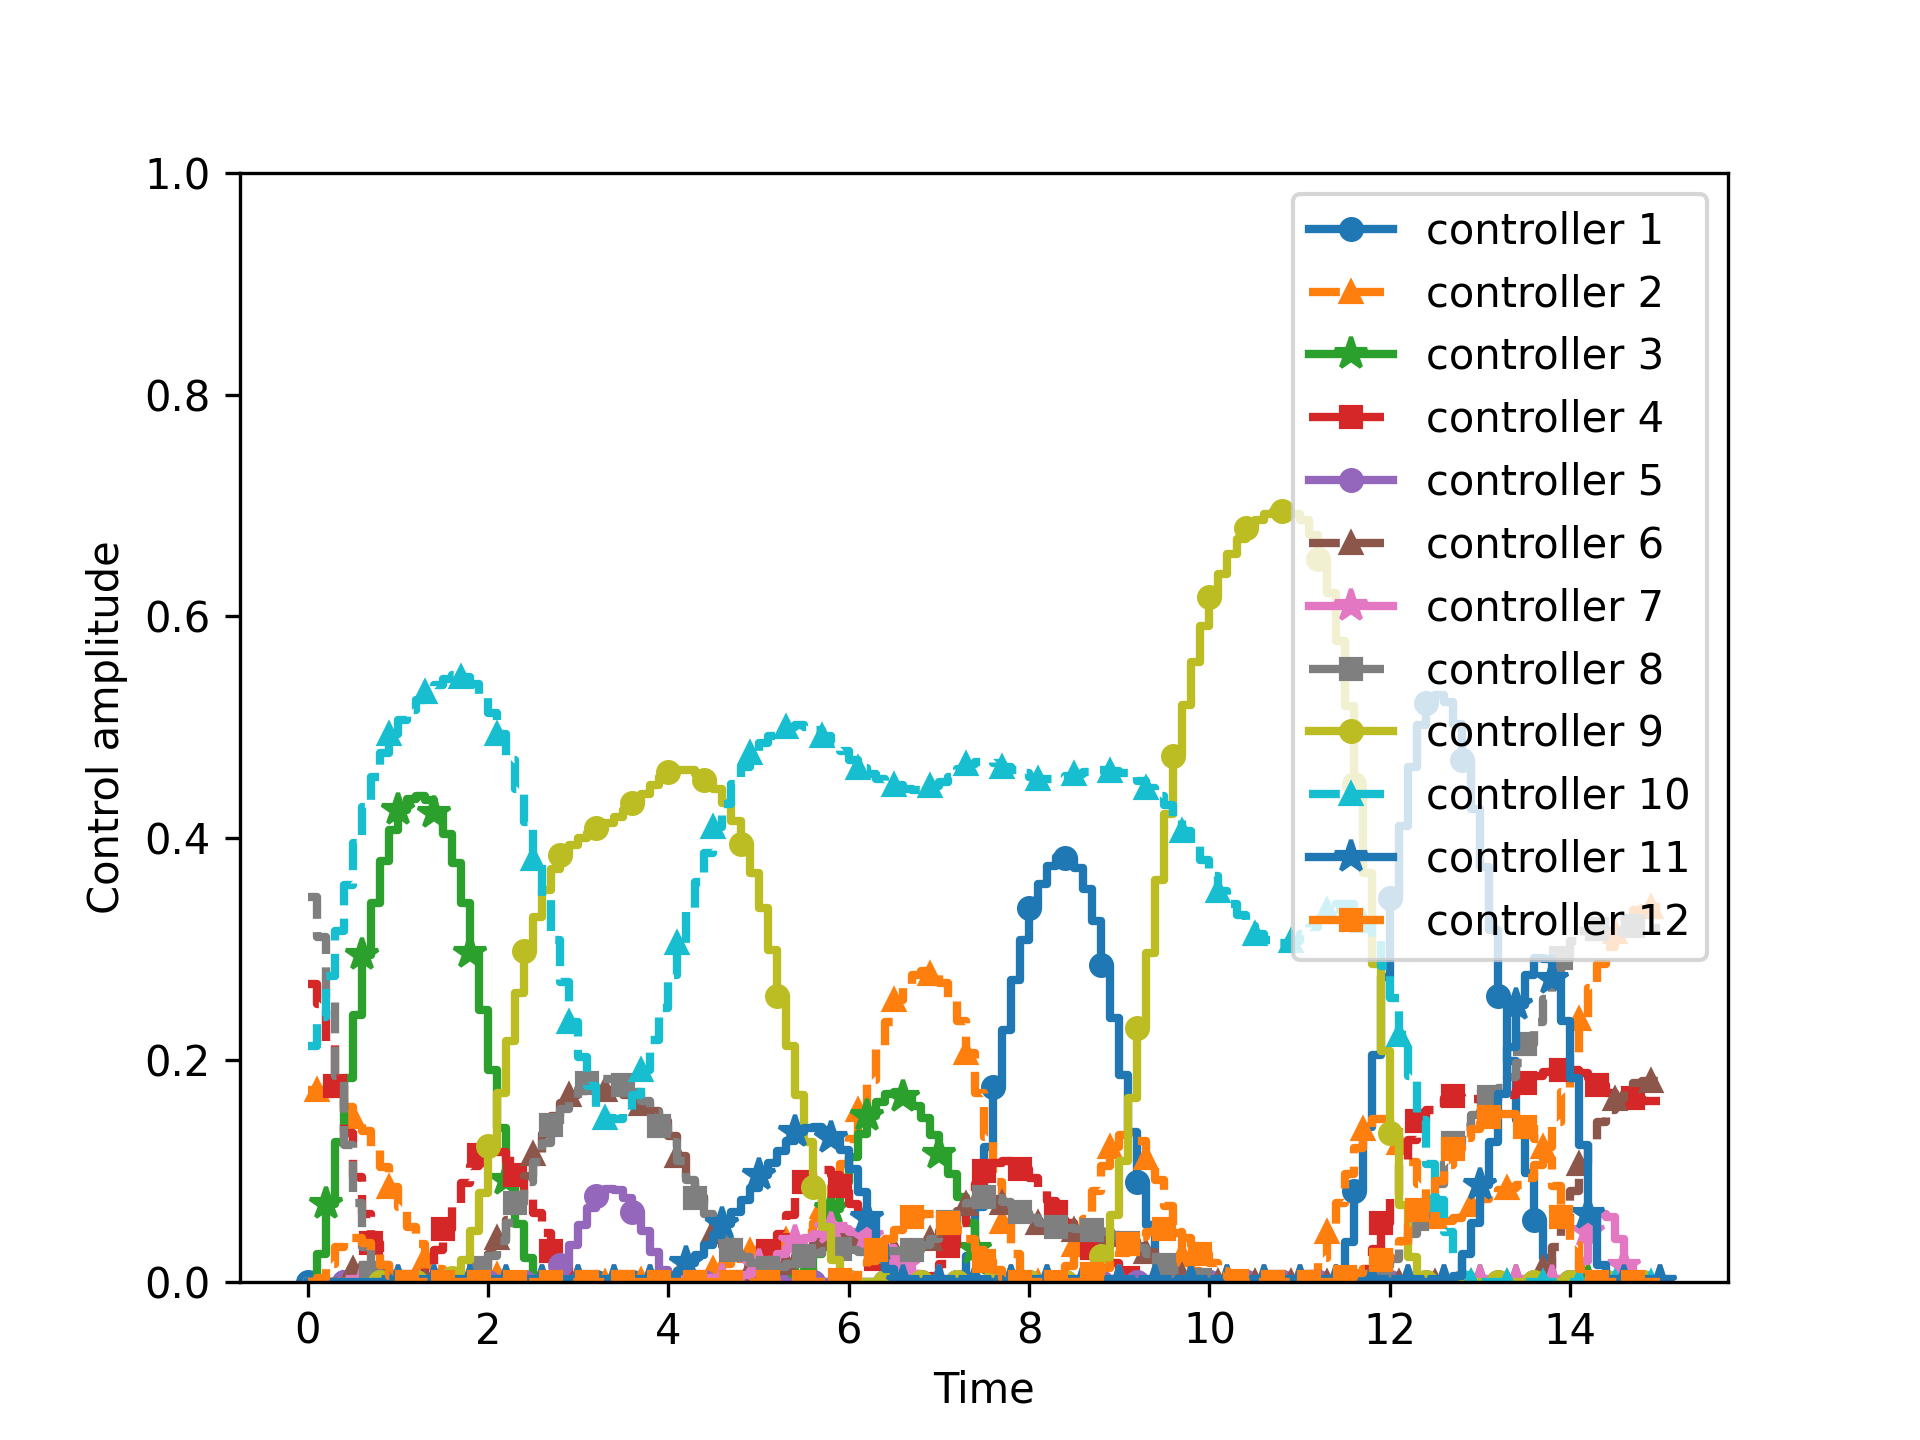 1.0
0.8
0.6
0.4
0.2
0.0
Control amplitude
controller 1
controller 2
controller 3
controller 4
controller 5
controller 6
controller 7
controller 8
controller 9
controller 10
controller 11
controller 12
0 2 4 6 8 10 12 14
Time